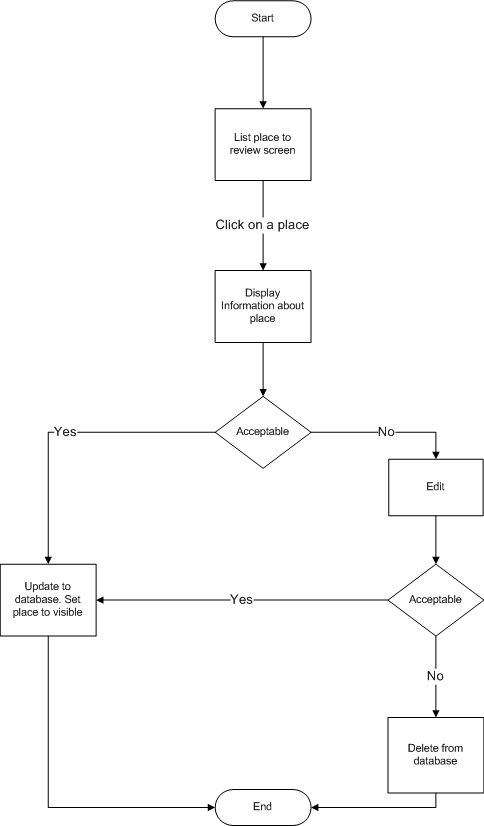 Start
List place to
review screen
Click on a place
Display
Information about
place
Acceptable
Yes
No
Edit
Update to
database. Set
place to visible
Yes
Acceptable
No
Delete from
database
End